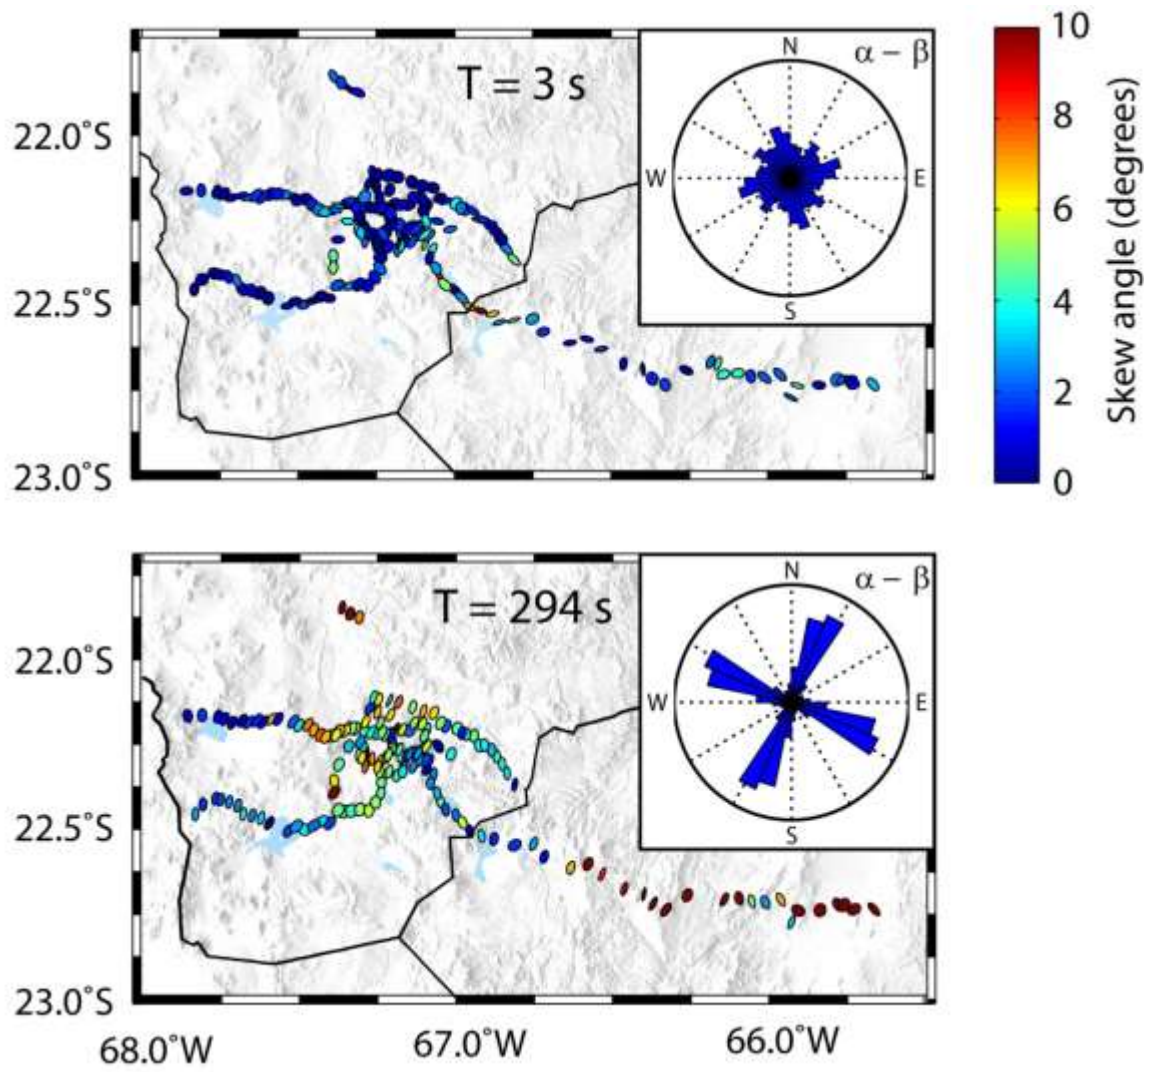 T = 3 s
α – β
N
W
E
S
22.0˚S
22.5˚S
23.0˚S
10
8
6
4
2
0
Skew angle (degrees)
T = 294 s
α – β
N
W
E
S
22.0˚S
22.5˚S
23.0˚S
68.0˚W
67.0˚W
66.0˚W